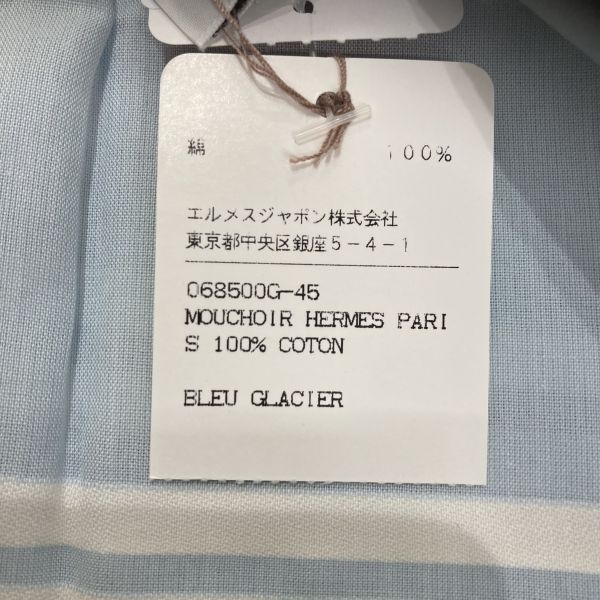 綿 100%
エルメスジャポン株式会社
東京都中央区銀座5-4-1
068500G-45
MOUCHOIR HERMES PARI
S 100% COTON
BLEU GLACIER